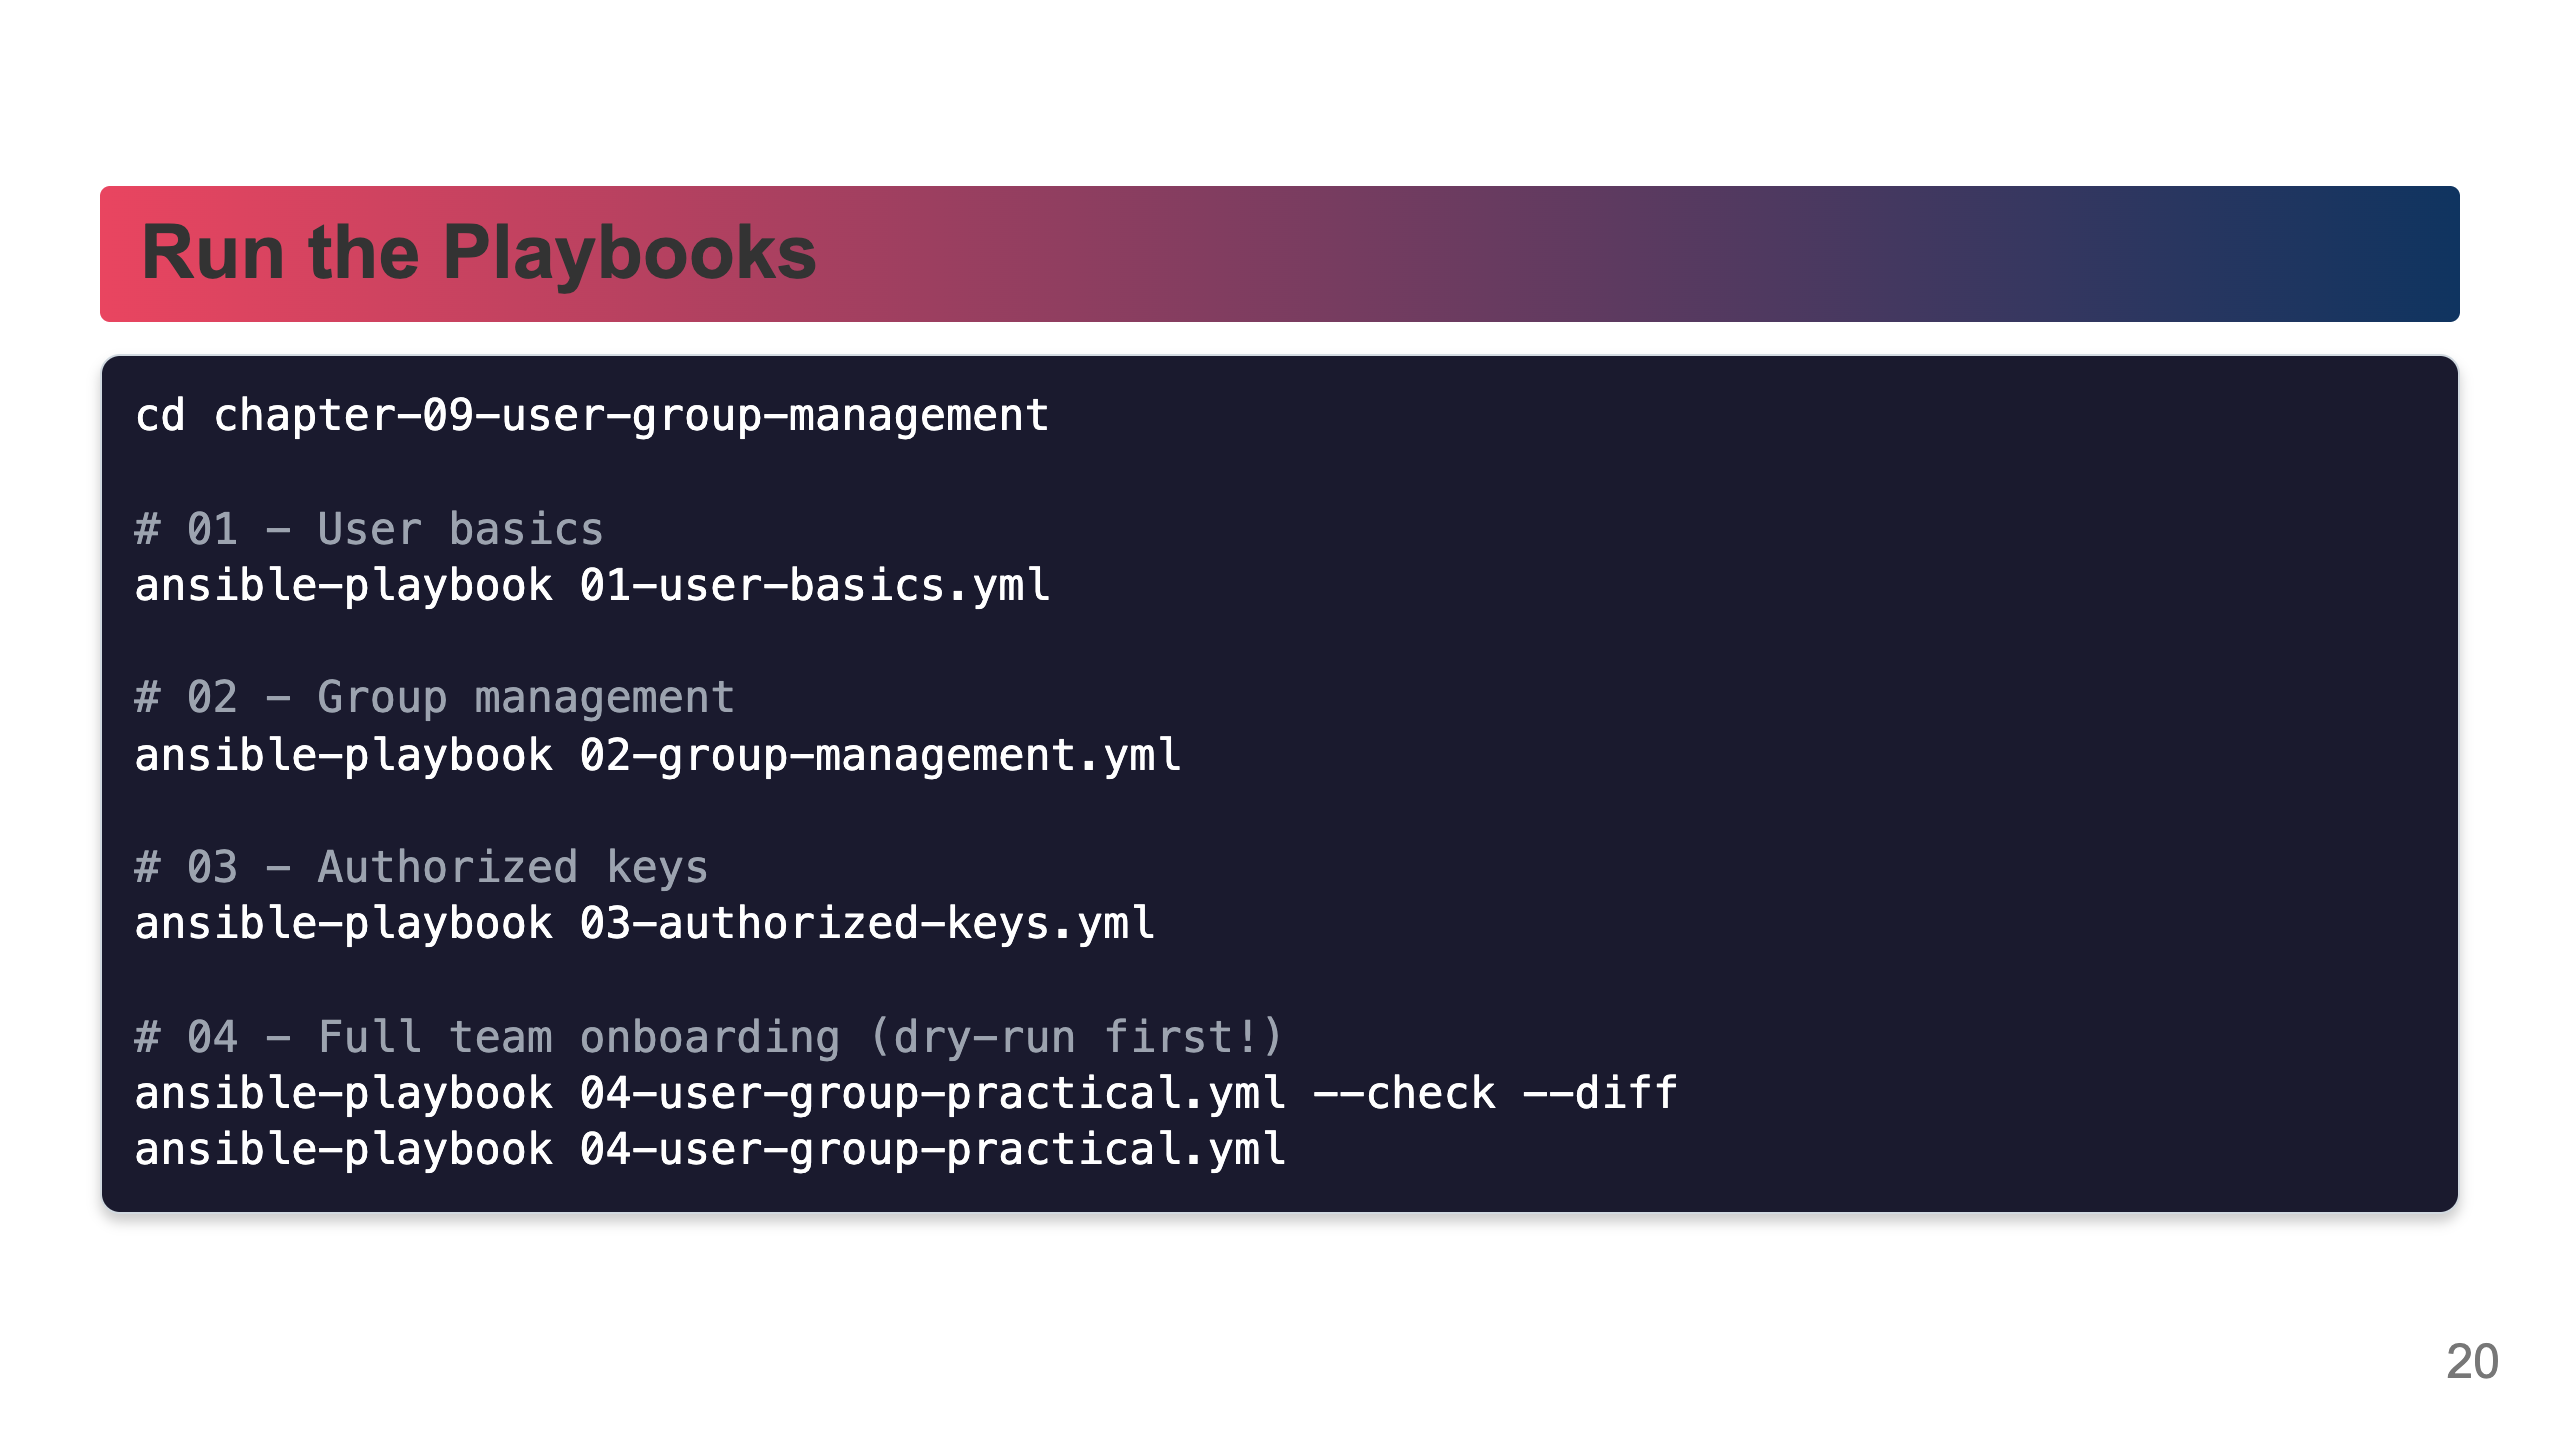 Run the Playbooks
cd chapter-09-user-group-management
# 01 - User basics
ansible-playbook 01-user-basics.yml
# 02 - Group management
ansible-playbook 02-group-management.yml
# 03 - Authorized keys
ansible-playbook 03-authorized-keys.yml
# 04 - Full team onboarding (dry-run first!)
ansible-playbook 04-user-group-practical.yml --check --diff
ansible-playbook 04-user-group-practical.yml
20